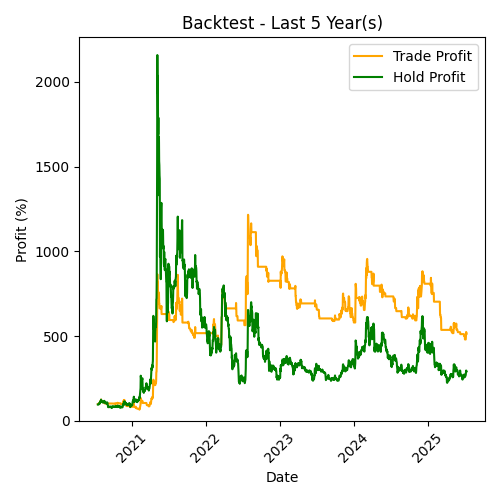 Backtest - Last 5 Year(s)
Trade Profit
Hold Profit
Profit (%)
2000
1500
1000
500
0
2021
2022
2023
2024
2025
Date